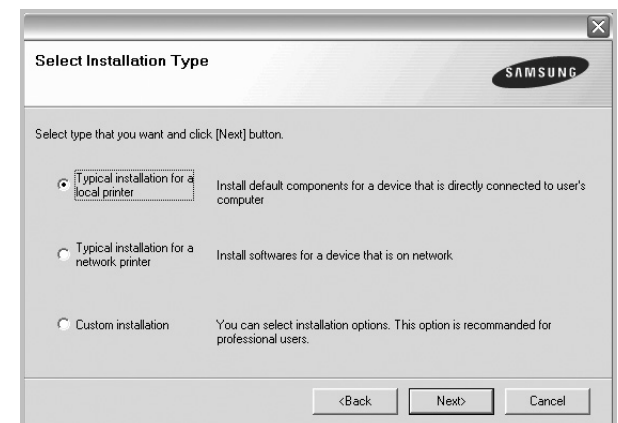 Select Installation Type
SAMSUNG
Select type that you want and click [Next] button.
Typical installation for a
local printer
Install default components for a device that is directly connected to user's
computer
Typical installation for a
network printer
Install softwares for a device that is on network
Custom installation
You can select installation options. This option is recommanded for
professional users.
<Back Next> Cancel